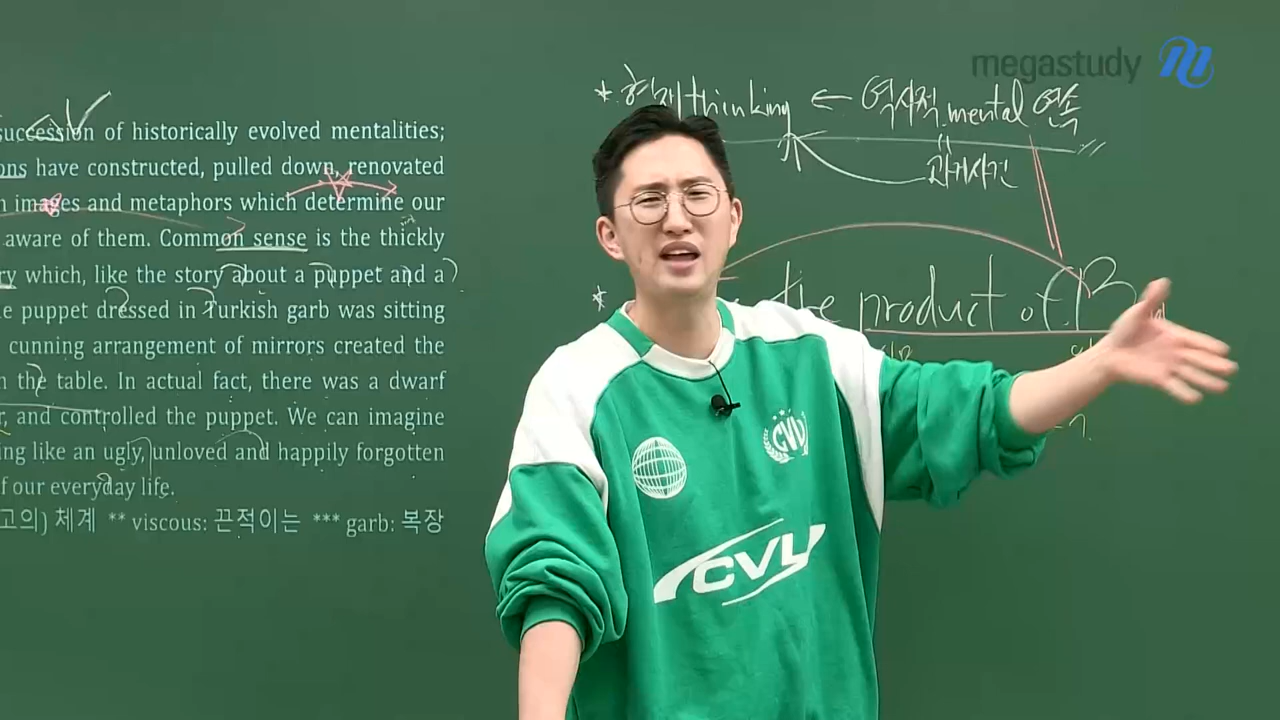 succession of historically evolved mentalities;
ons have constructed, pulled down, renovated
images and metaphors which determine our
aware of them. Common sense is the thickly
which, like the story about a puppet and a
e puppet dressed in Turkish garb was sitting
cunning arrangement of mirrors created the
the table. In actual fact, there was a dwarf
and controlled the puppet. We can imagine
ing like an ugly, unloved and happily forgotten
f our everyday life.
고의) 체계 ** viscous: 끈적이는 *** garb: 복장
megastudy
* 현재 thinking ← 역사적 mental 연속
과거사건
* the product of
CVU
CVU